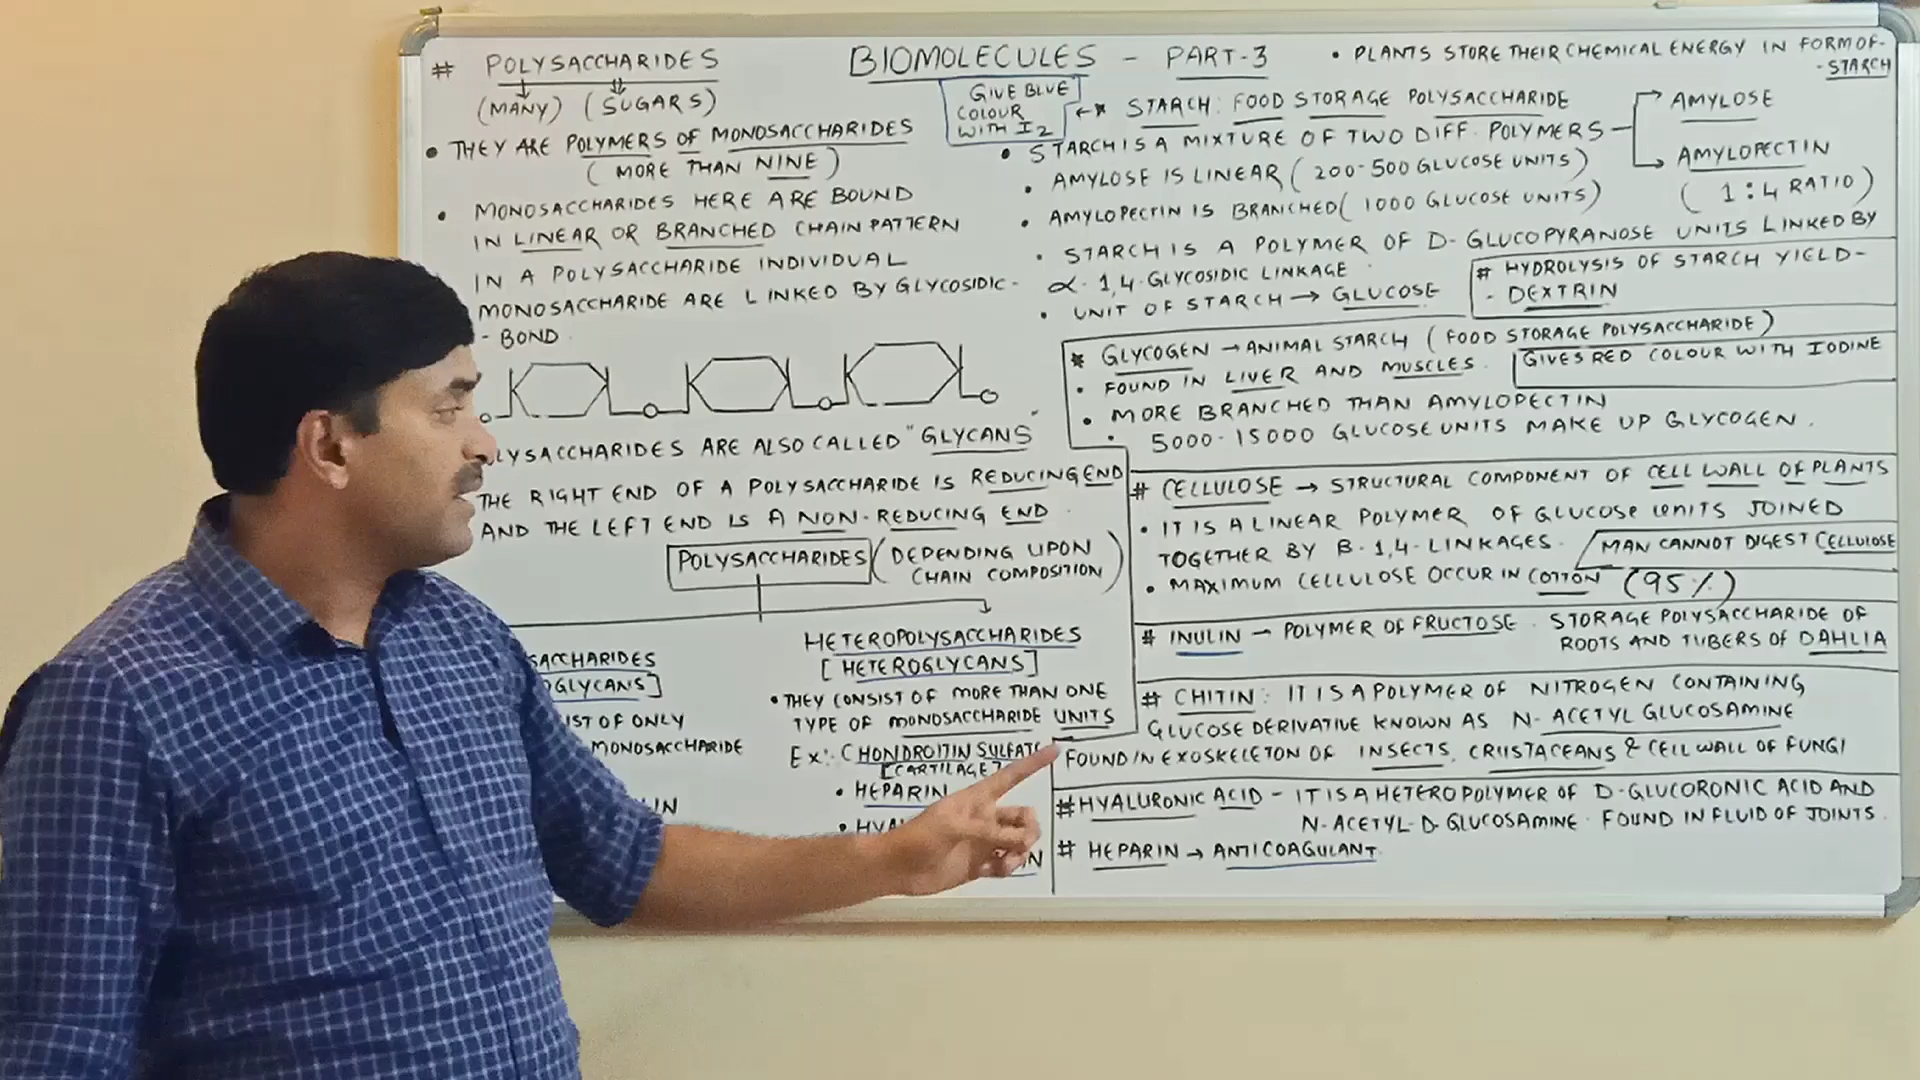 BIOMOLECULES - PART-3
# POLYSACCHARIDES
(MANY) (SUGARS)
• THEY ARE POLYMERS OF MONOSACCHARIDES
( MORE THAN NINE )
• MONOSACCHARIDES HERE ARE BOUND
IN LINEAR OR BRANCHED CHAIN PATTERN
IN A POLYSACCHARIDE INDIVIDUAL
MONOSACCHARIDE ARE LINKED BY GLYCOSIDIC-
- BOND.
LYSACCHARIDES ARE ALSO CALLED "GLYCANS"
THE RIGHT END OF A POLYSACCHARIDE IS REDUCING END
AND THE LEFT END IS A NON-REDUCING END.
POLYSACCHARIDES (DEPENDING UPON
CHAIN COMPOSITION)
SACCHARIDES
OGLYCANS]
IST OF ONLY
MONOSACCHARIDE
HETEROPOLYSACCHARIDES
[HETEROGLYCANS]
• THEY CONSIST OF MORE THAN ONE
TYPE OF MONOSACCHARIDE UNITS
Ex:- CHONDROITIN SULFATE
[CARTILAGE]
• HEPARIN
• PLANTS STORE THEIR CHEMICAL ENERGY IN FORM OF-
- STARCH
GIVE BLUE
COLOUR
WITH I2
* STARCH: FOOD STORAGE POLYSACCHARIDE
• STARCH IS A MIXTURE OF TWO DIFF. POLYMERS
AMYLOSE
AMYLOPECTIN
( 1:4 RATIO )
• AMYLOSE IS LINEAR ( 200-500 GLUCOSE UNITS )
• AMYLOPECTIN IS BRANCHED ( 1000 GLUCOSE UNITS )
• STARCH IS A POLYMER OF D-GLUCOPYRANOSE UNITS LINKED BY
α-1,4-GLYCOSIDIC LINKAGE
• UNIT OF STARCH → GLUCOSE
# HYDROLYSIS OF STARCH YIELD-
- DEXTRIN
* GLYCOGEN → ANIMAL STARCH ( FOOD STORAGE POLYSACCHARIDE )
• FOUND IN LIVER AND MUSCLES. GIVES RED COLOUR WITH IODINE
• MORE BRANCHED THAN AMYLOPECTIN
• 5000-15000 GLUCOSE UNITS MAKE UP GLYCOGEN.
# CELLULOSE → STRUCTURAL COMPONENT OF CELL WALL OF PLANTS
• IT IS A LINEAR POLYMER OF GLUCOSE UNITS JOINED
TOGETHER BY B-1,4-LINKAGES. MAN CANNOT DIGEST CELLULOSE
• MAXIMUM CELLULOSE OCCUR IN COTTON (95%)
# INULIN - POLYMER OF FRUCTOSE. STORAGE POLYSACCHARIDE OF
ROOTS AND TUBERS OF DAHLIA
# CHITIN: IT IS A POLYMER OF NITROGEN CONTAINING
GLUCOSE DERIVATIVE KNOWN AS N-ACETYL GLUCOSAMINE
FOUND IN EXOSKELETON OF INSECTS, CRUSTACEANS & CELL WALL OF FUNGI
# HYALURONIC ACID - IT IS A HETEROPOLYMER OF D-GLUCORONIC ACID AND
N-ACETYL-D-GLUCOSAMINE. FOUND IN FLUID OF JOINTS.
# HEPARIN → ANTICOAGULANT